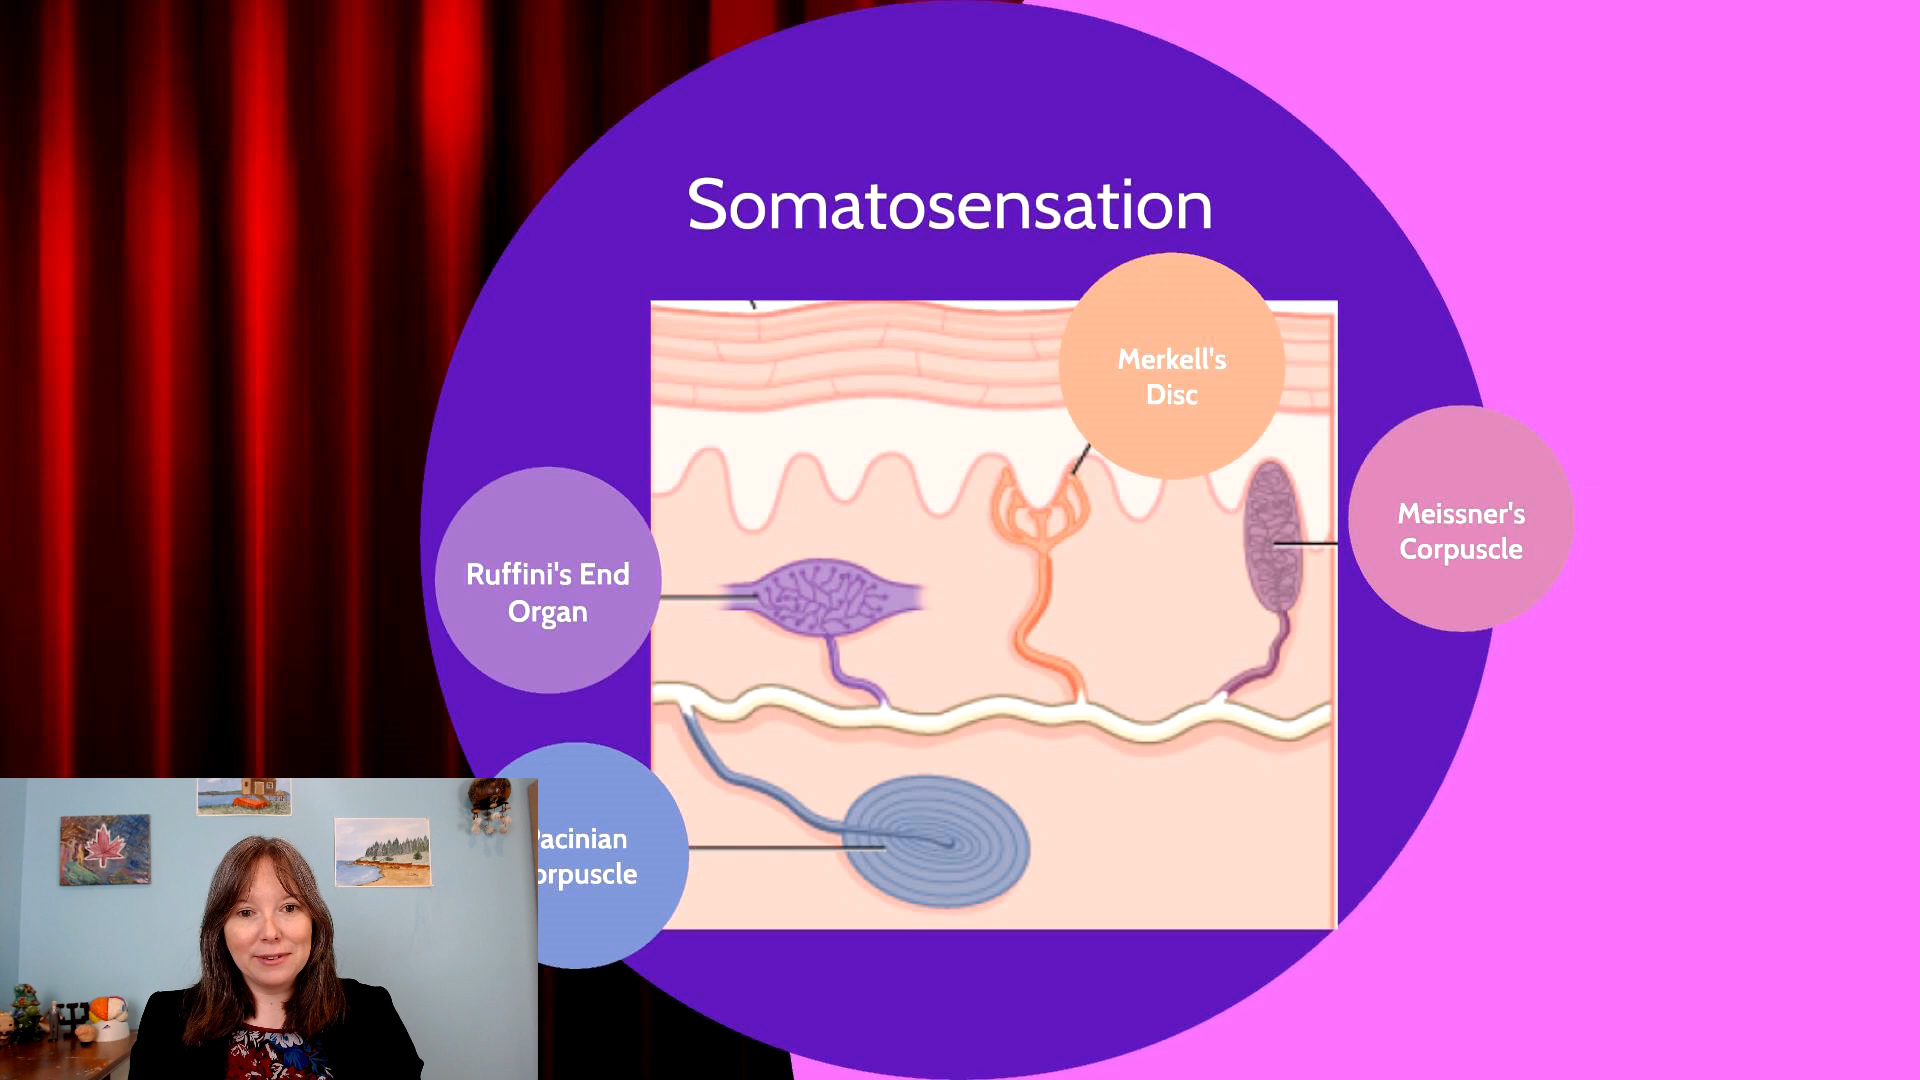 Somatosensation
Merkell's
Disc
Meissner's
Corpuscle
Ruffini's End
Organ
acinian
orpuscle